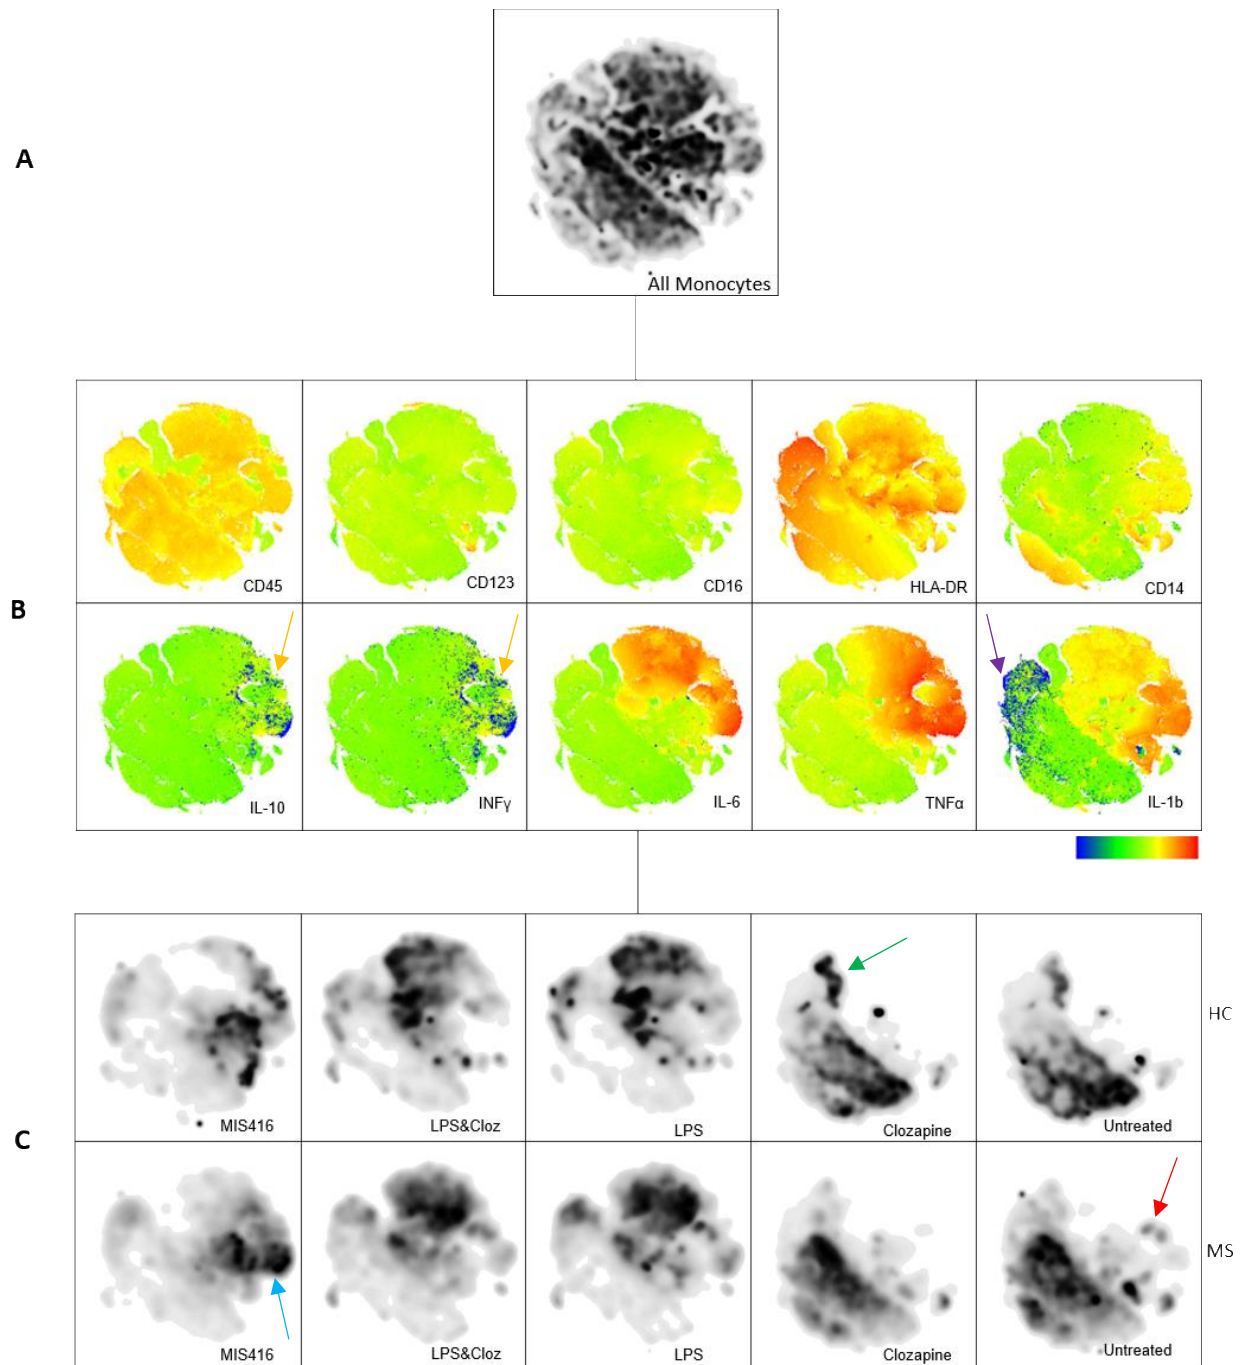 A
All Monocytes
CD45
CD123
CD16
HLA-DR
CD14
B
IL-10
INFγ
IL-6
TNFα
IL-1b
HC
MIS416
LPS&Cloz
LPS
Clozapine
Untreated
C
MS
MIS416
LPS&Cloz
LPS
Clozapine
Untreated